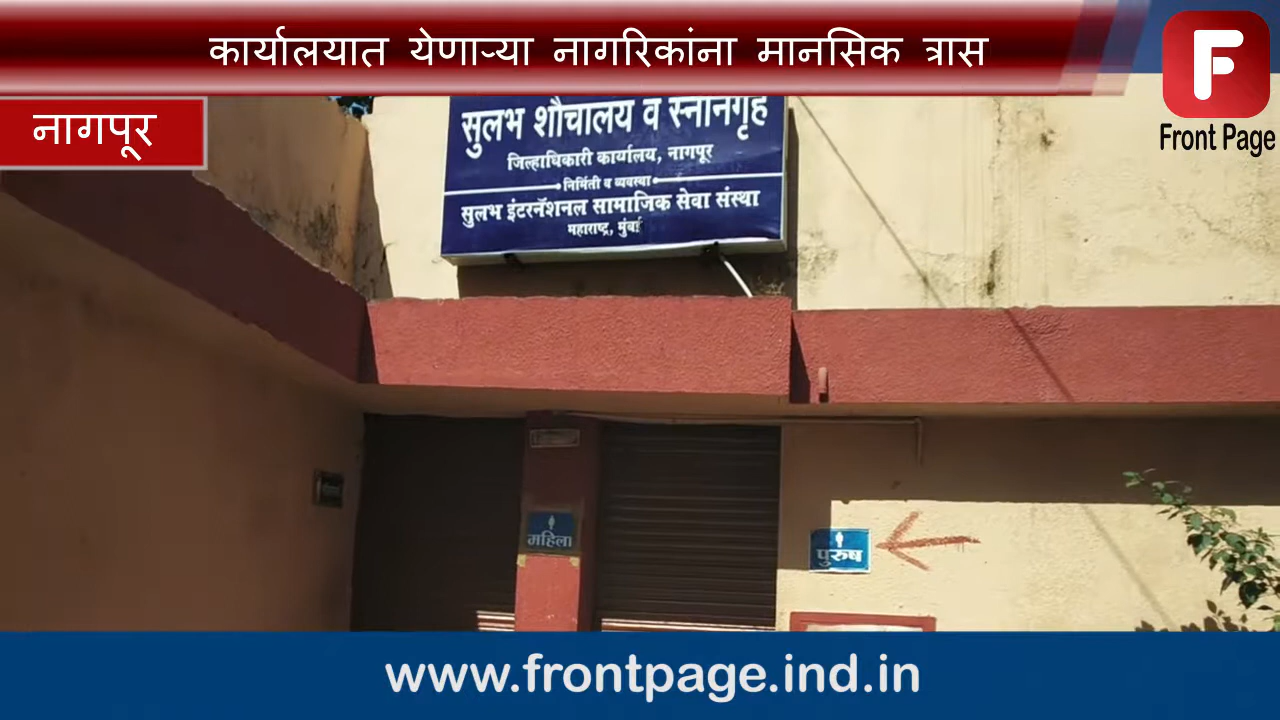 कार्यालयात येणाऱ्या नागरिकांना मानसिक त्रास
F
Front Page
नागपूर
सुलभ शौचालय व स्नानगृह
जिल्हाधिकारी कार्यालय, नागपूर
निर्मिती व व्यवस्था
सुलभ इंटरनॅशनल सामाजिक सेवा संस्था
महाराष्ट्र, मुंबई
महिला
पुरुष
www.frontpage.ind.in